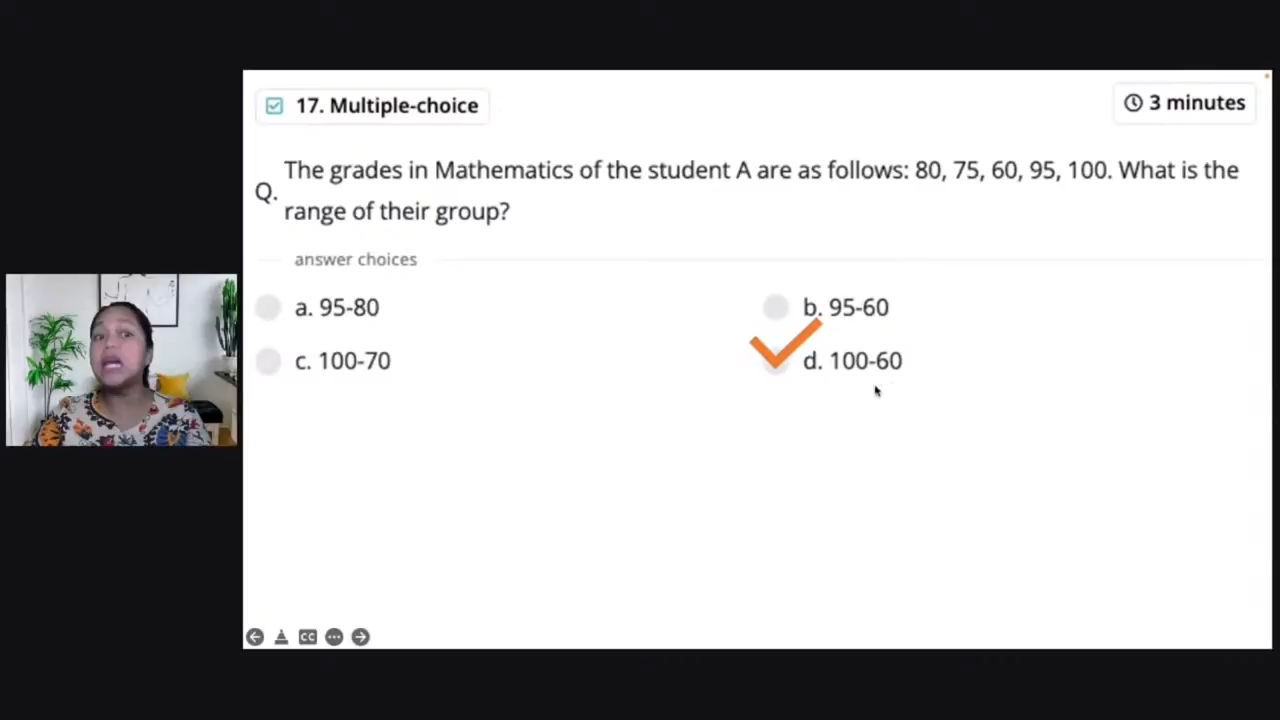 17. Multiple-choice
3 minutes
The grades in Mathematics of the student A are as follows: 80, 75, 60, 95, 100. What is the
Q.
range of their group?
answer choices
a. 95-80
b. 95-60
c. 100-70
d. 100-60
CC